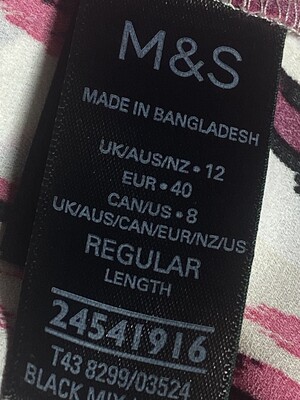 M&S
MADE IN BANGLADESH
UK/AUS/NZ • 12
EUR • 40
CAN/US • 8
UK/AUS/CAN/EUR/NZ/US
REGULAR
LENGTH
24541916
T43 8299/03524
BLACK MIX